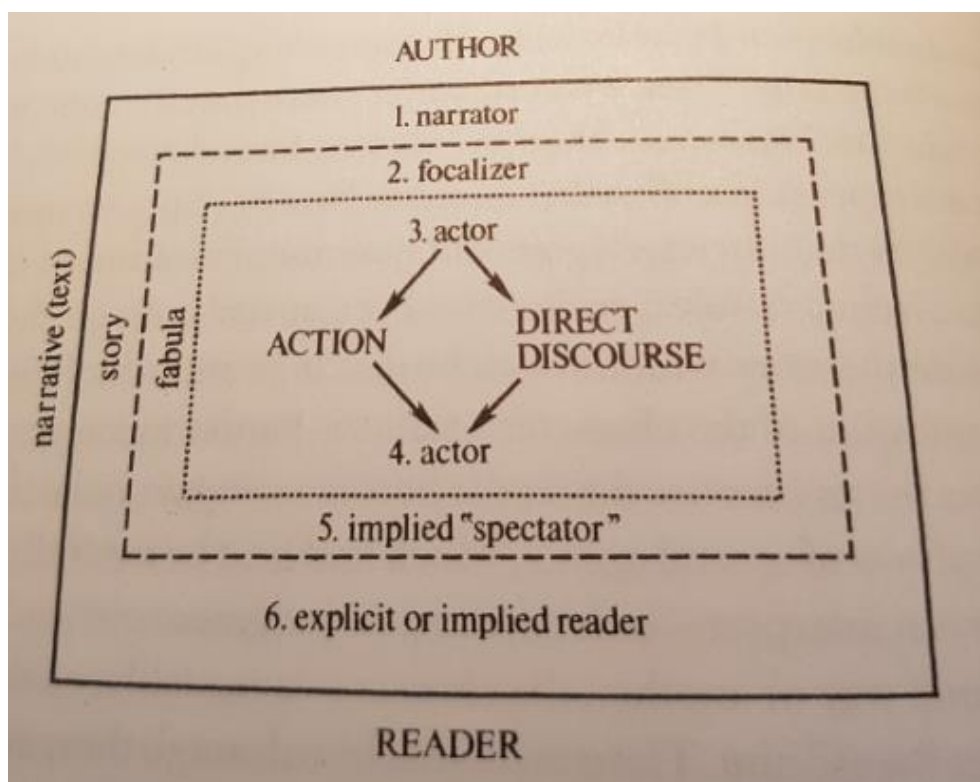 AUTHOR
1. narrator
2. focalizer
3. actor
ACTION
DIRECT
DISCOURSE
4. actor
5. implied "spectator"
6. explicit or implied reader
READER
narrative (text)
story
fabula